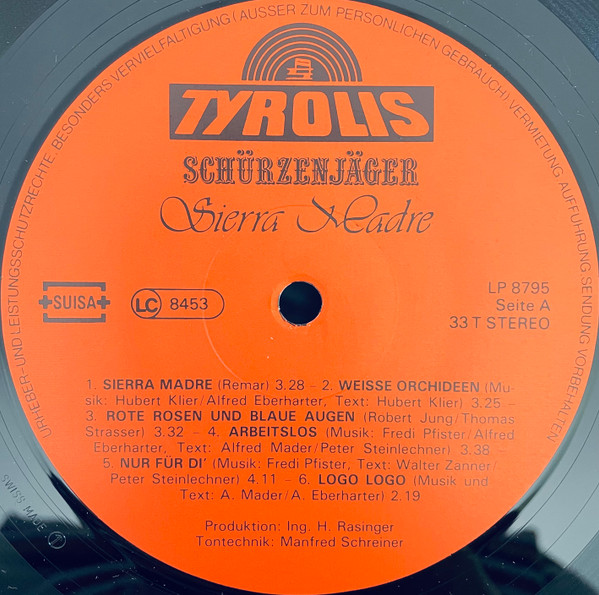 URHEBER- UND LEISTUNGSSCHUTZRECHTE, BESONDERS VERVIELFÄLTIGUNG (AUSSER ZUM PERSÖNLICHEN GEBRAUCH) VERMIETUNG AUFFÜHRUNG SENDUNG VORBEHALTEN
TYROLIS
SCHÜRZENJÄGER
Sierra Madre
SUISA
LC 8453
LP 8795
Seite A
33 T STEREO
1. SIERRA MADRE (Remar) 3.28 – 2. WEISSE ORCHIDEEN (Mu-
sik: Hubert Klier/Alfred Eberharter, Text: Hubert Klier) 3.25 –
3. ROTE ROSEN UND BLAUE AUGEN (Robert Jung/Thomas
Strasser) 3.32 – 4. ARBEITSLOS (Musik: Fredi Pfister/Alfred
Eberharter, Text: Alfred Mader/Peter Steinlechner) 3.38 –
5. NUR FÜR DI' (Musik: Fredi Pfister, Text: Walter Zanner/
Peter Steinlechner) 4.11 – 6. LOGO LOGO (Musik und
Text: A. Mader/A. Eberharter) 2.19
Produktion: Ing. H. Rasinger
Tontechnik: Manfred Schreiner
SWISS MADE